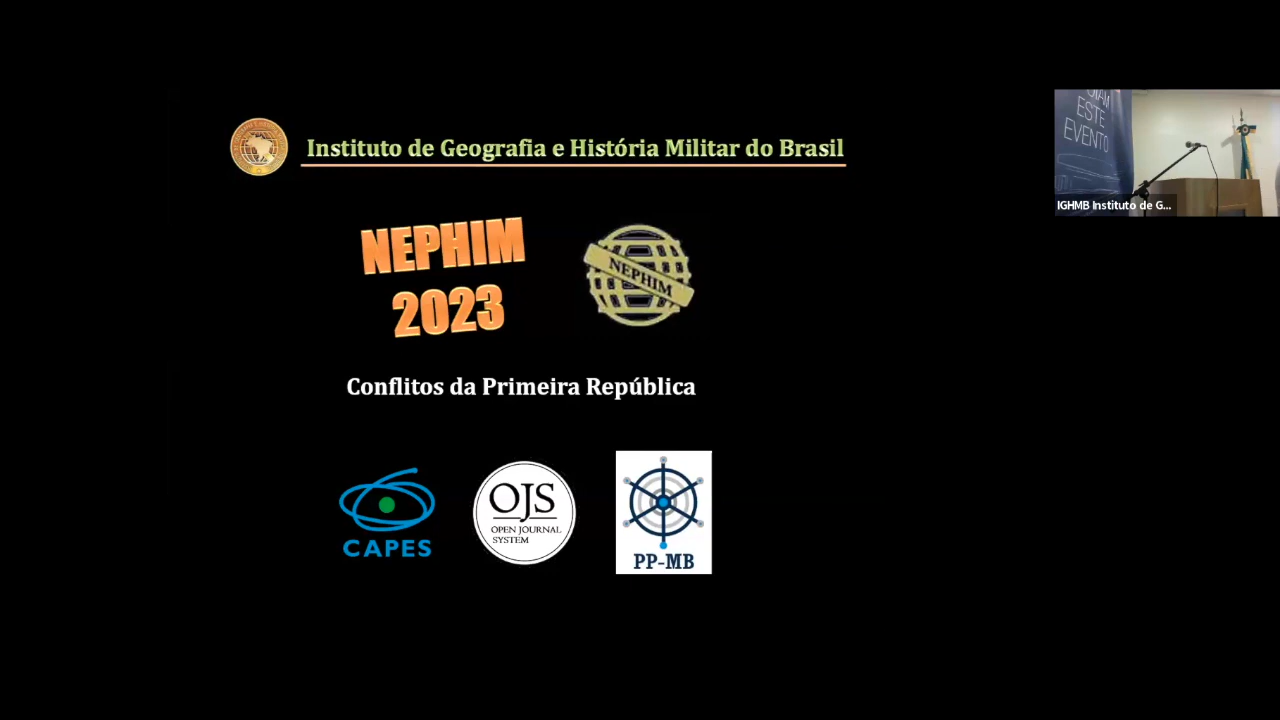 Instituto de Geografia e História Militar do Brasil
NEPHIM
2023
NEPHIM
Conflitos da Primeira República
CAPES
OJS
OPEN JOURNAL
SYSTEM
PP-MB
ESTE
EVENTO
IGHMB Instituto de G...